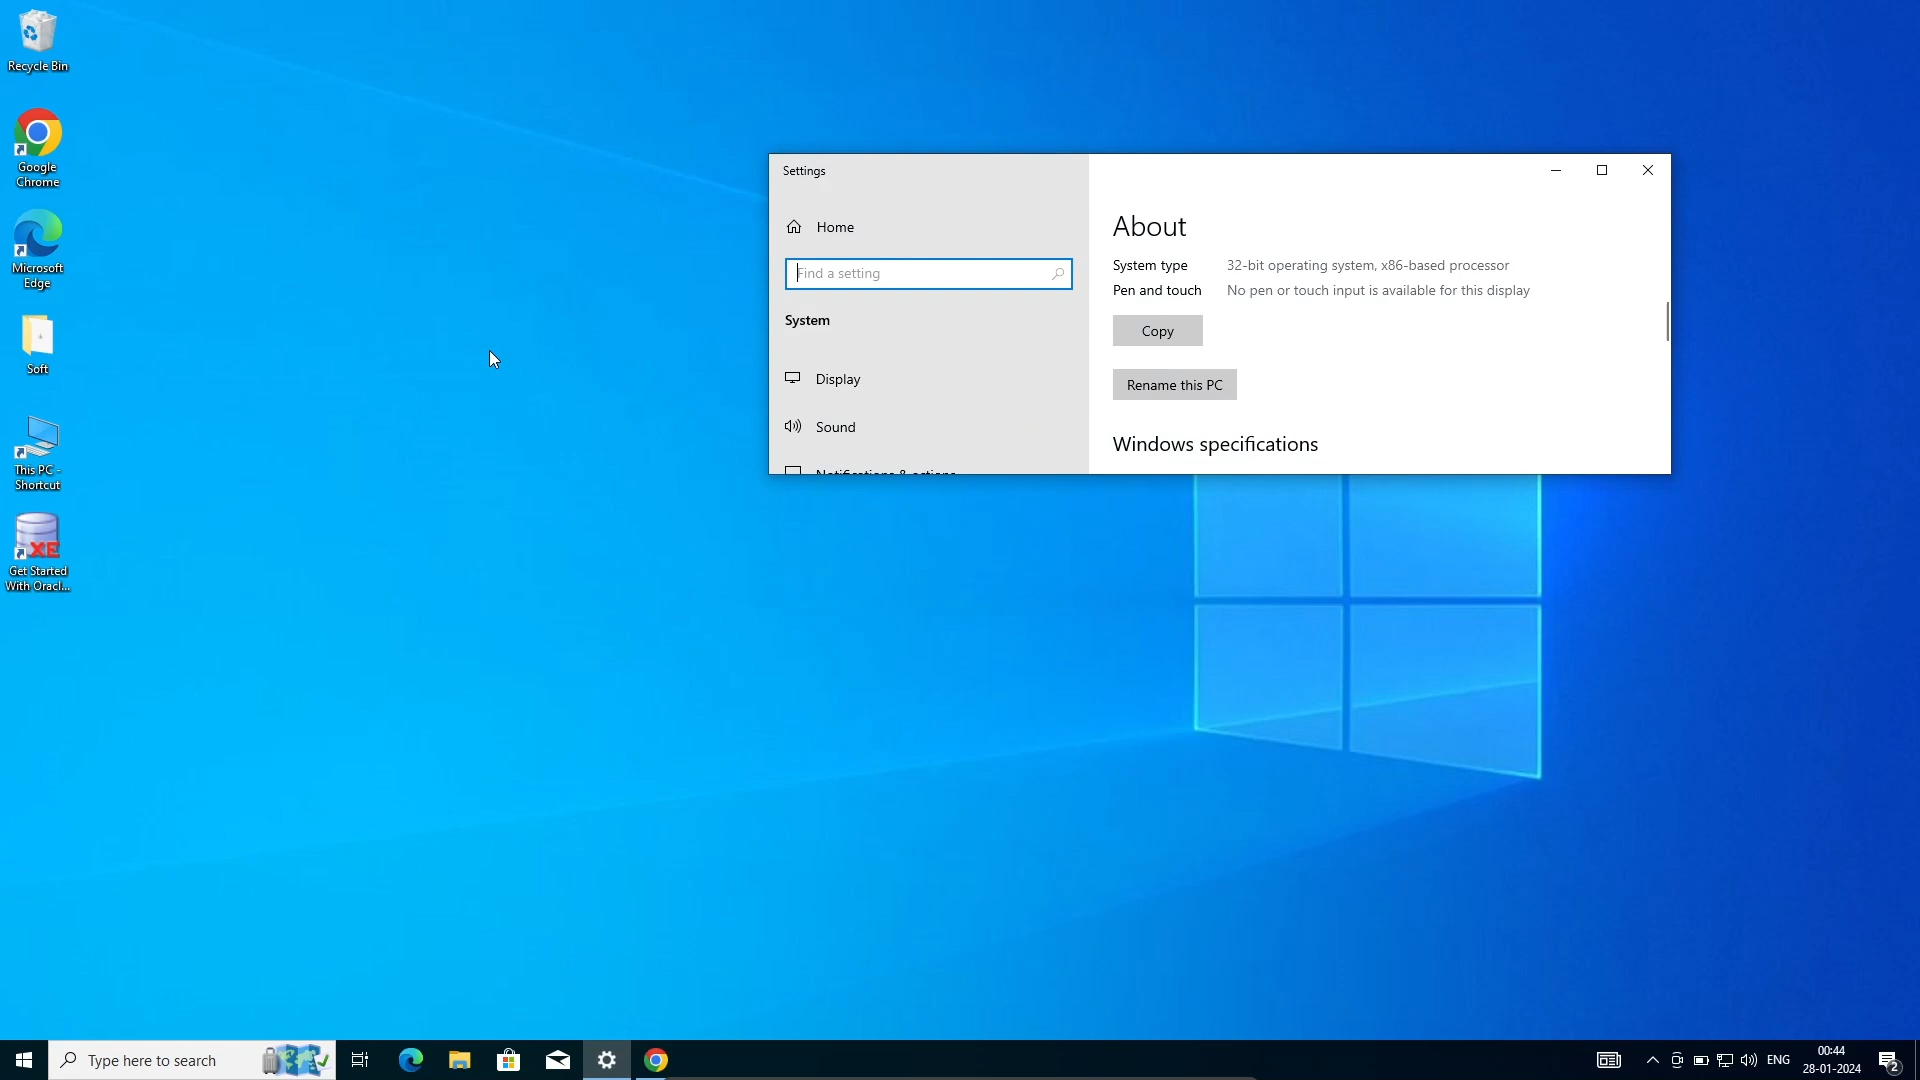 Recycle Bin
Google
Chrome
Microsoft
Edge
Soft
This PC -
Shortcut
XE
Get Started
With Oracl...
Settings
Home
Find a setting
System
Display
Sound
Notifications & actions
About
System type 32-bit operating system, x86-based processor
Pen and touch No pen or touch input is available for this display
Copy
Rename this PC
Windows specifications
Type here to search
ENG
00:44
28-01-2024
2